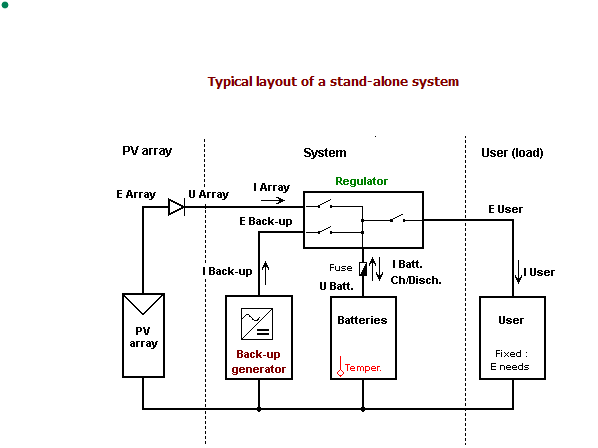 Typical layout of a stand-alone system
PV array
System
User (load)
Regulator
E Array
U Array
I Array
E Back-up
E User
I Back-up
Fuse
I Batt.
Ch/Disch.
U Batt.
I User
PV
array
Back-up
generator
Batteries
Temper.
User
Fixed :
E needs